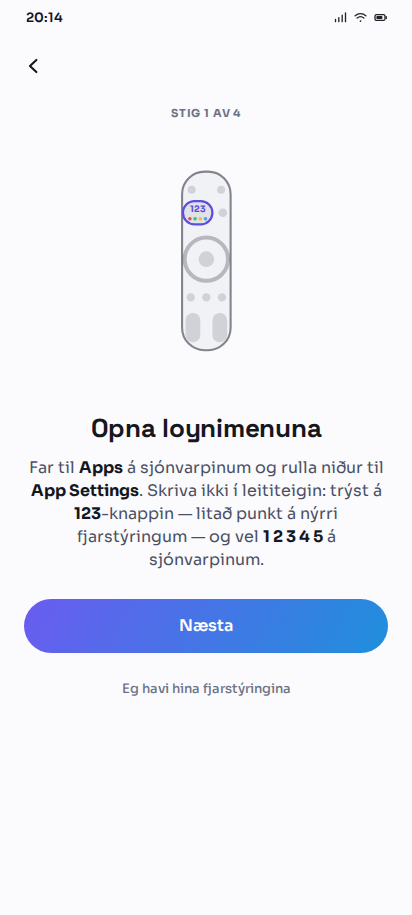 20:14
STIG 1 AV 4
123
Opna loynimenuna
Far til Apps á sjónvarpinum og rulla niður til
App Settings. Skriva ikki í leititeigin: trýst á
123-knappin — litað punkt á nýrri
fjarstýringum — og vel 1 2 3 4 5 á
sjónvarpinum.
Næsta
Eg havi hina fjarstýringina